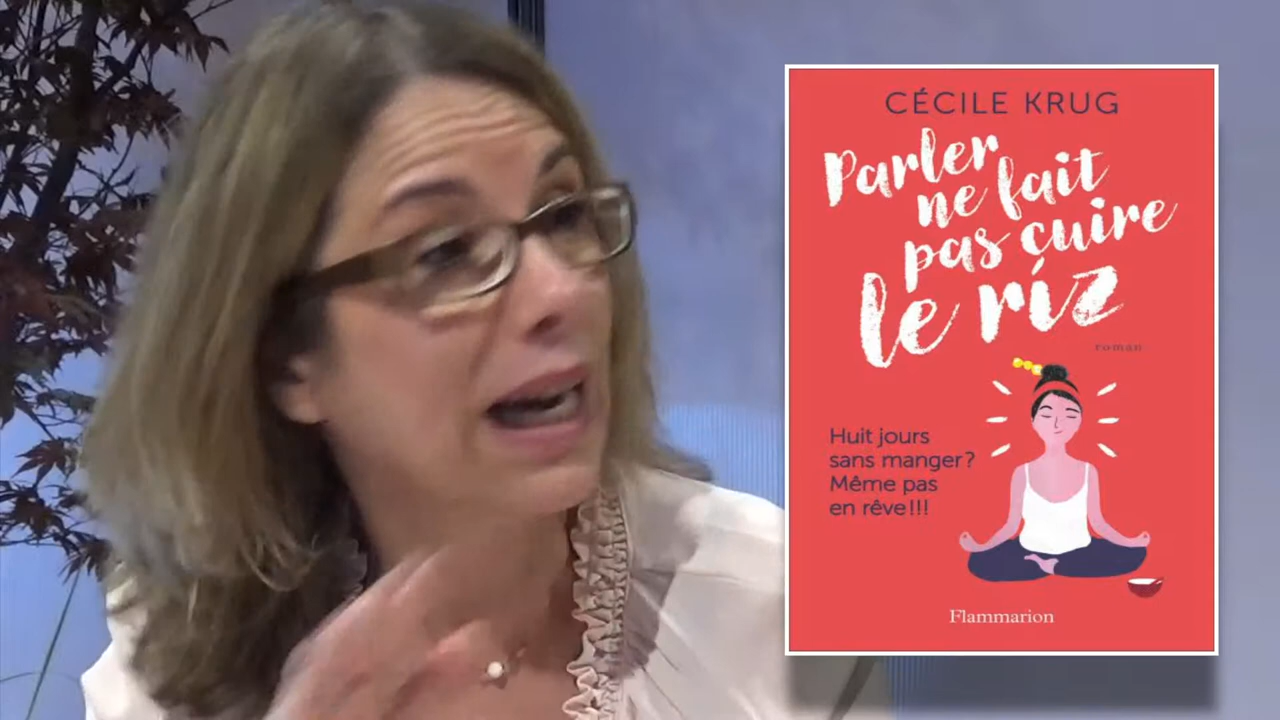 CÉCILE KRUG
Parler
ne fait
pas cuire
le riz
roman
Huit jours
sans manger?
Même pas
en rêve!!!
Flammarion